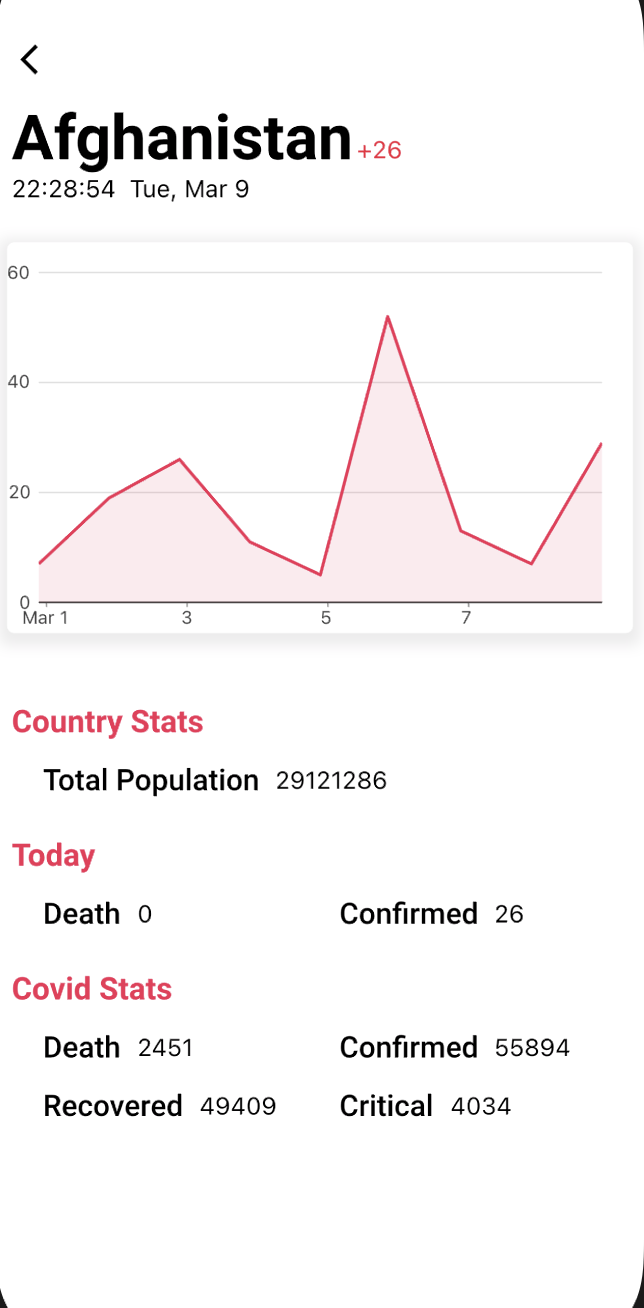 Afghanistan +26
22:28:54 Tue, Mar 9
60
40
20
0
Mar 1 3 5 7
Country Stats
Total Population 29121286
Today
Death 0 Confirmed 26
Covid Stats
Death 2451 Confirmed 55894
Recovered 49409 Critical 4034